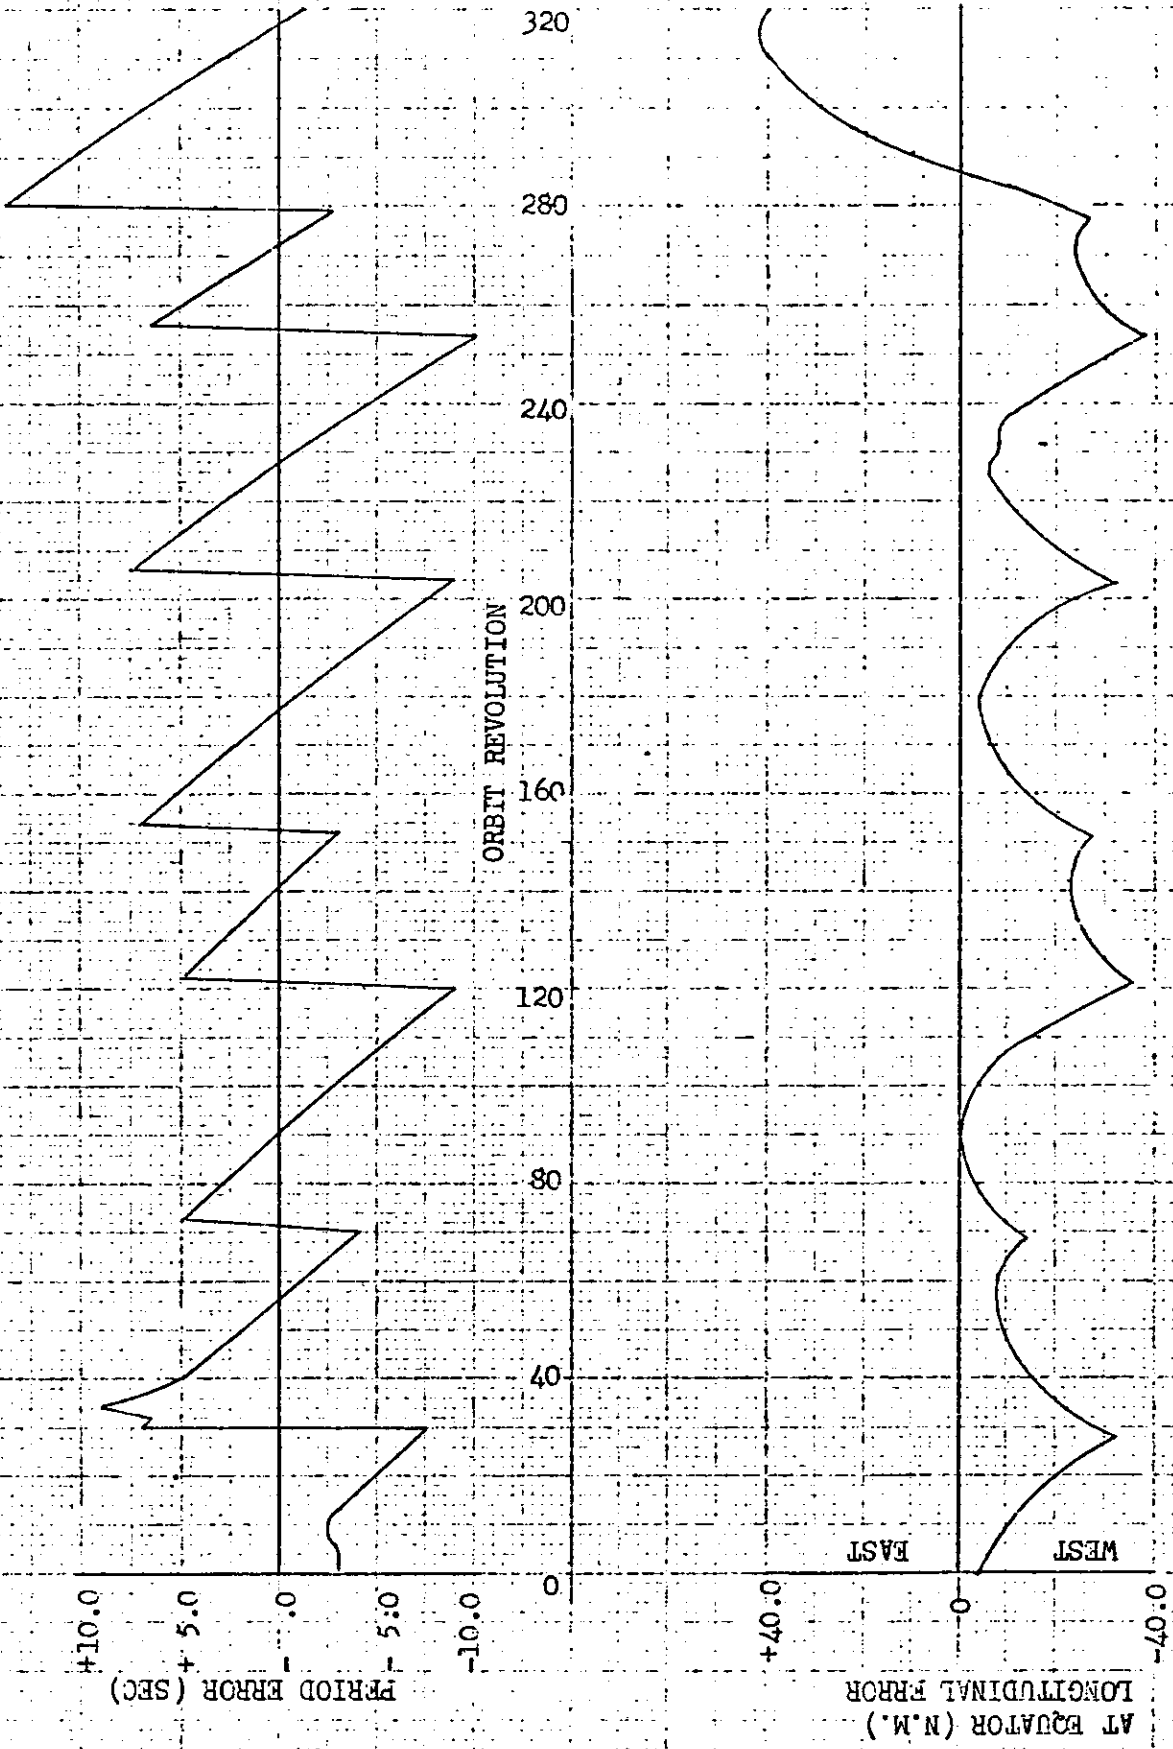 320
280
240
200
160
120
80
40
0
ORBIT REVOLUTION
+10.0
+5.0
.0
-5.0
-10.0
PERIOD ERROR (SEC)
EAST
WEST
+40.0
0
-40.0
LONGITUDINAL ERROR
AT EQUATOR (N.M.)